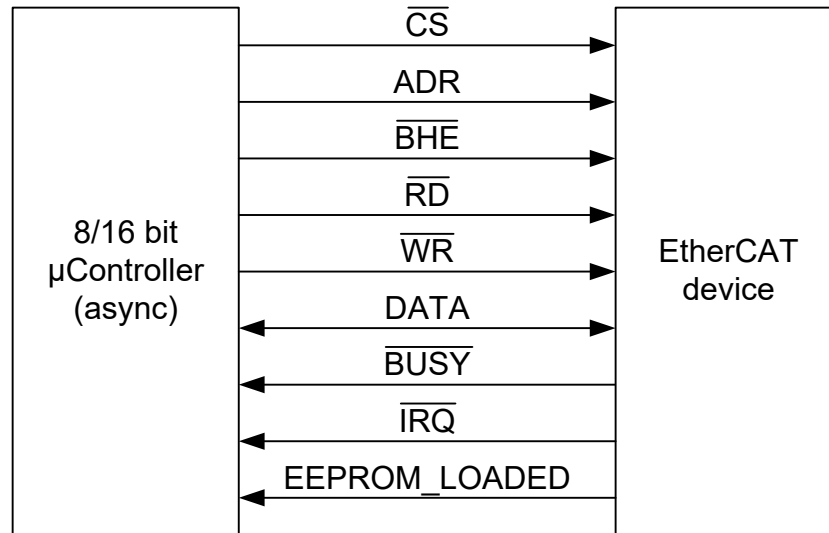 CS
ADR
BHE
RD
8/16 bit
µController
(async)
WR
EtherCAT
device
DATA
BUSY
IRQ
EEPROM_LOADED